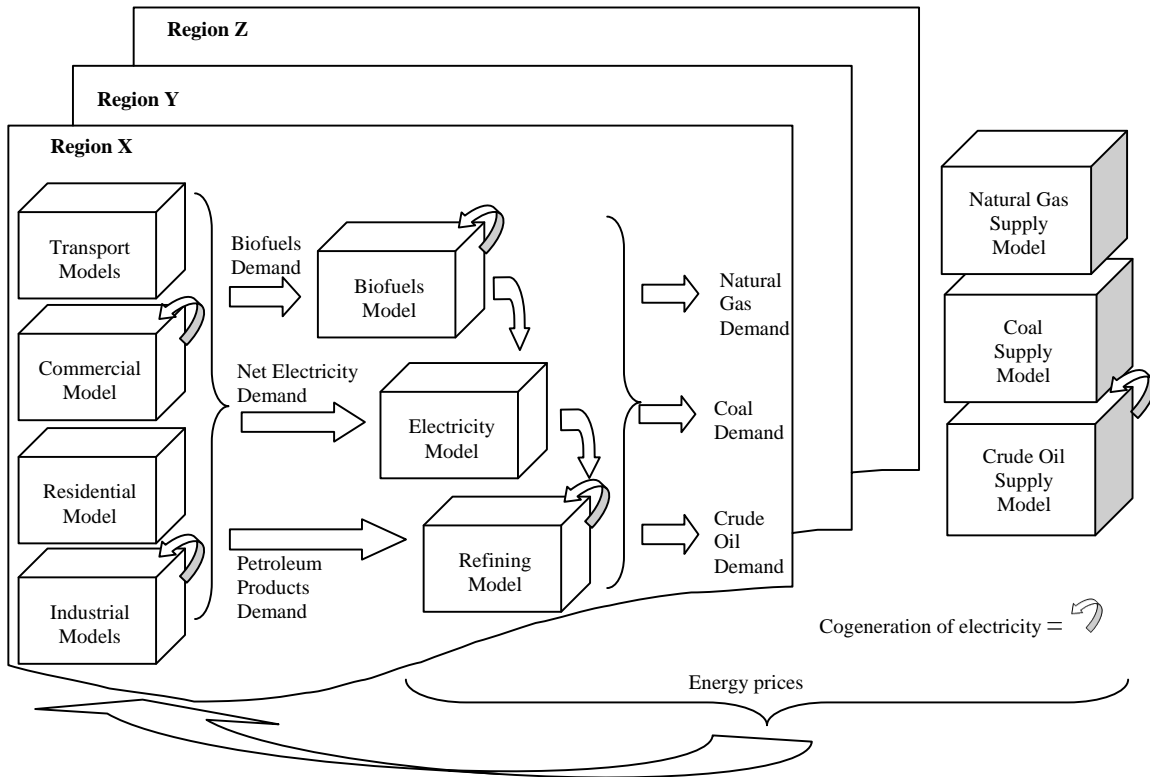 Region Z
Region Y
Region X
Transport
Models
Commercial
Model
Residential
Model
Industrial
Models
Biofuels
Demand
Net Electricity
Demand
Petroleum
Products
Demand
Biofuels
Model
Electricity
Model
Refining
Model
Natural
Gas
Demand
Coal
Demand
Crude
Oil
Demand
Natural Gas
Supply
Model
Coal
Supply
Model
Crude Oil
Supply
Model
Cogeneration of electricity =
Energy prices